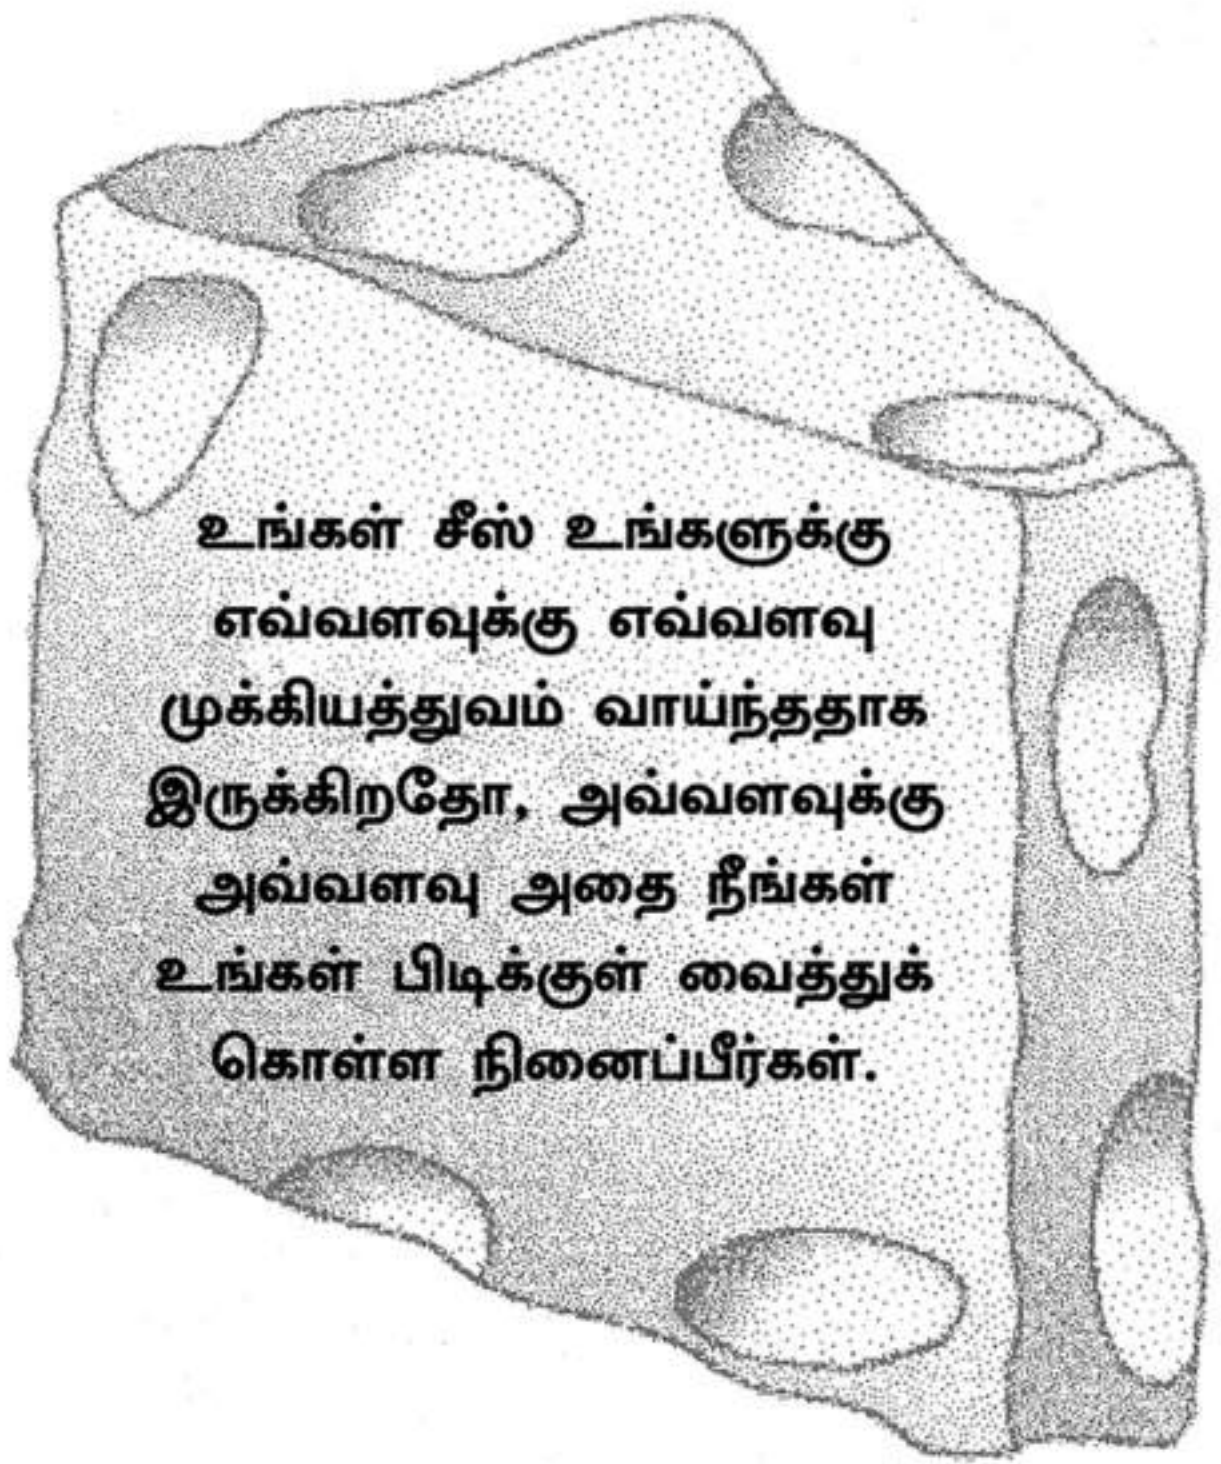 உங்கள் சீஸ் உங்களுக்கு
எவ்வளவுக்கு எவ்வளவு
முக்கியத்துவம் வாய்ந்ததாக
இருக்கிறதோ, அவ்வளவுக்கு
அவ்வளவு அதை நீங்கள்
உங்கள் பிடிக்குள் வைத்துக்
கொள்ள நினைப்பீர்கள்.